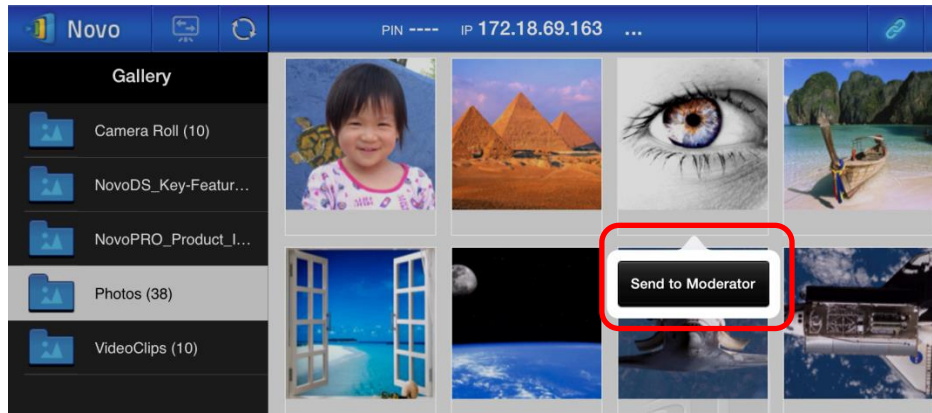 Novo PIN ---- IP 172.18.69.163 ...
Gallery
Camera Roll (10)
NovoDS_Key-Featur...
NovoPRO_Product_I...
Photos (38)
VideoClips (10)
Send to Moderator